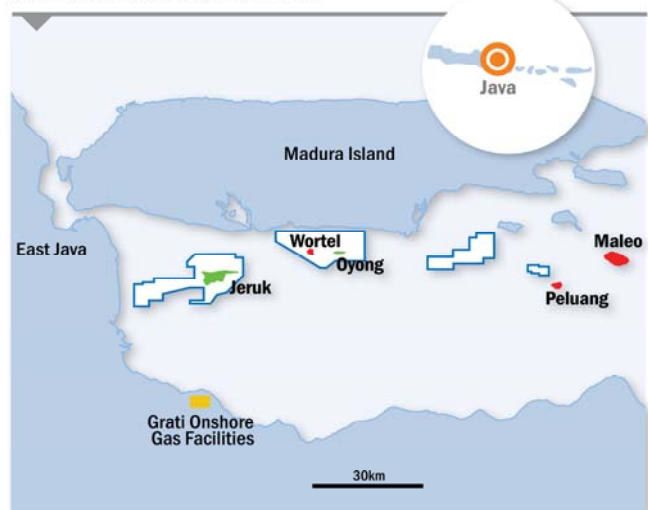 Java
Madura Island
East Java
Wortel
Oyong
Maleo
Jeruk
Peluang
Grati Onshore
Gas Facilities
30km